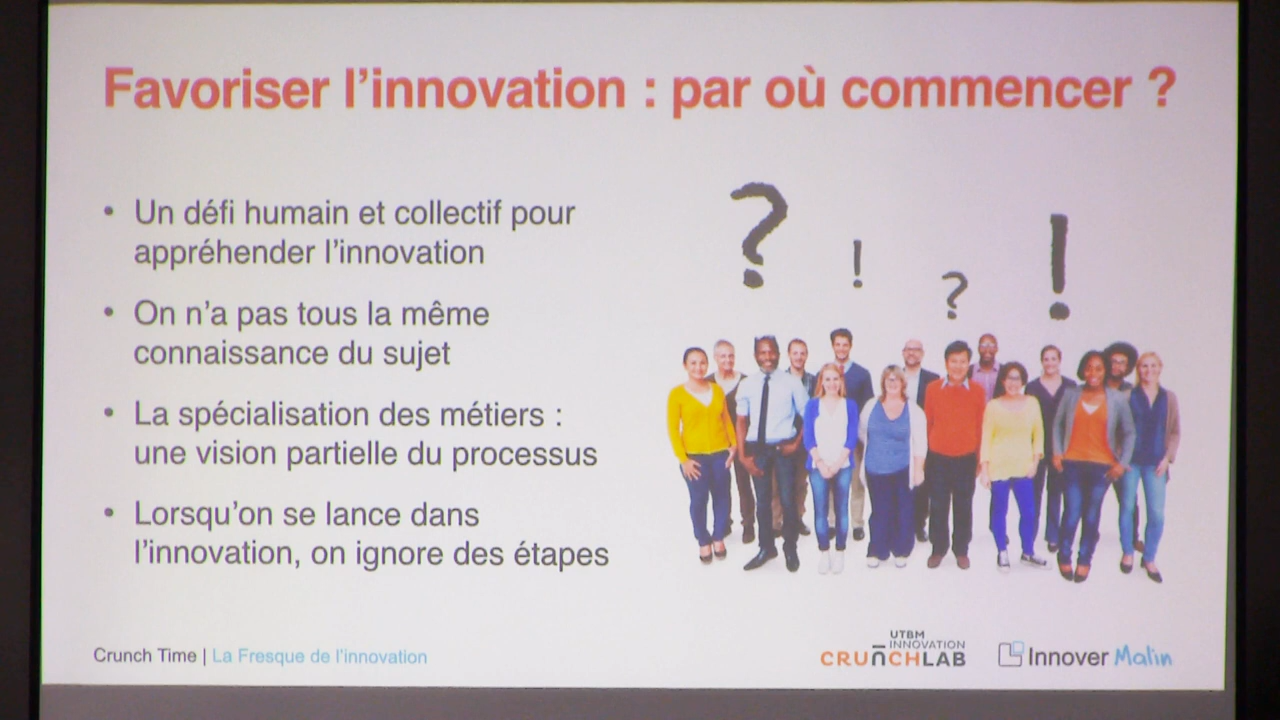 Favoriser l'innovation : par où commencer ?
• Un défi humain et collectif pour
appréhender l'innovation
• On n'a pas tous la même
connaissance du sujet
• La spécialisation des métiers :
une vision partielle du processus
• Lorsqu'on se lance dans
l'innovation, on ignore des étapes
? ! ? !
Crunch Time | La Fresque de l'innovation
UTBM
INNOVATION
CRUNCHLAB
Innover Malin